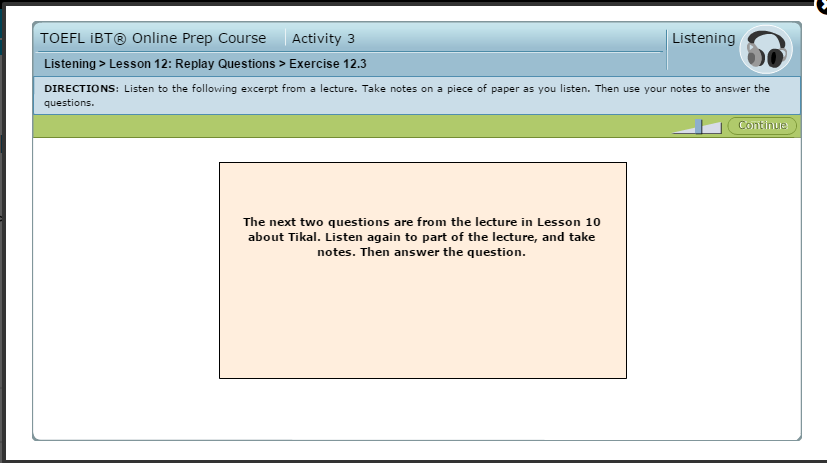 TOEFL iBT® Online Prep Course Activity 3 Listening
Listening > Lesson 12: Replay Questions > Exercise 12.3
DIRECTIONS: Listen to the following excerpt from a lecture. Take notes on a piece of paper as you listen. Then use your notes to answer the
questions.
Continue
The next two questions are from the lecture in Lesson 10
about Tikal. Listen again to part of the lecture, and take
notes. Then answer the question.